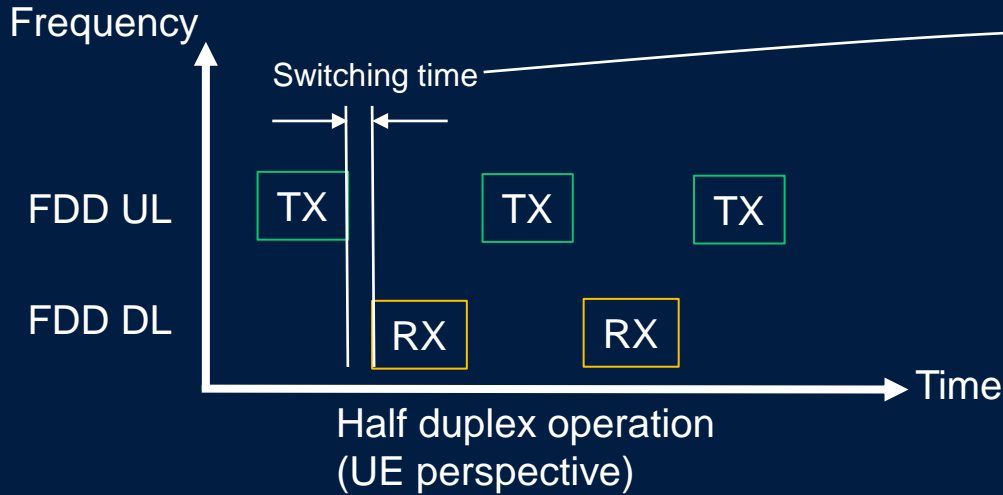 Frequency
Switching time
FDD UL
TX
TX
TX
FDD DL
RX
RX
Time
Half duplex operation
(UE perspective)